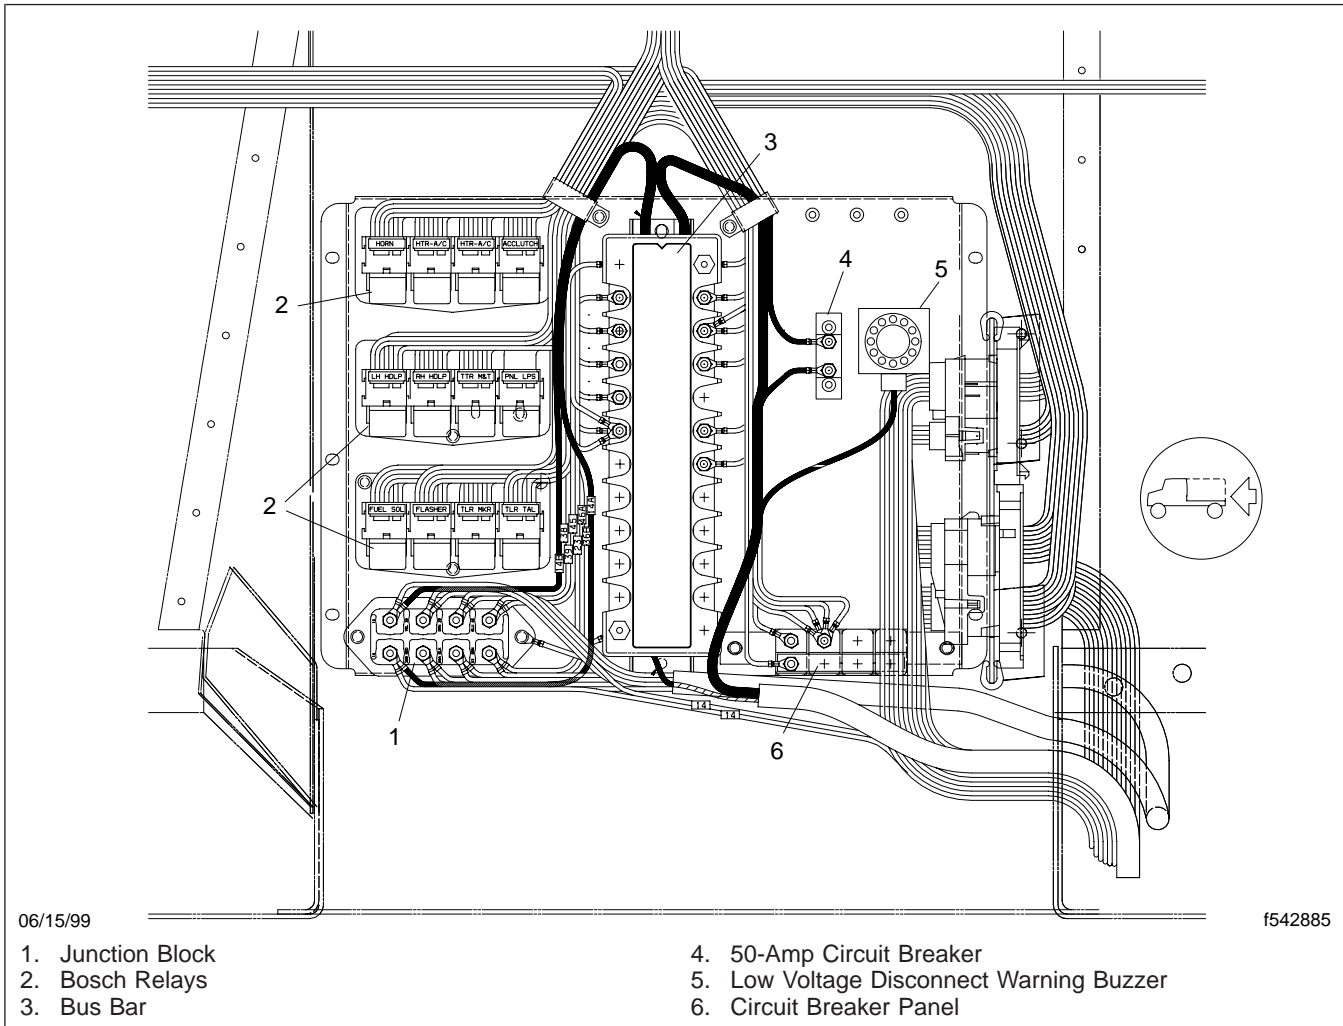 3
4
5
2
HORN HTR-A/C HTR-A/C ACCLUTCH
LH HDLP RH HDLP TTR M&T PNL LPS
2
FUEL SOL FLASHER TLR MKR TLR TAL
14
14
1
6
06/15/99
f542885
1. Junction Block
2. Bosch Relays
3. Bus Bar
4. 50-Amp Circuit Breaker
5. Low Voltage Disconnect Warning Buzzer
6. Circuit Breaker Panel